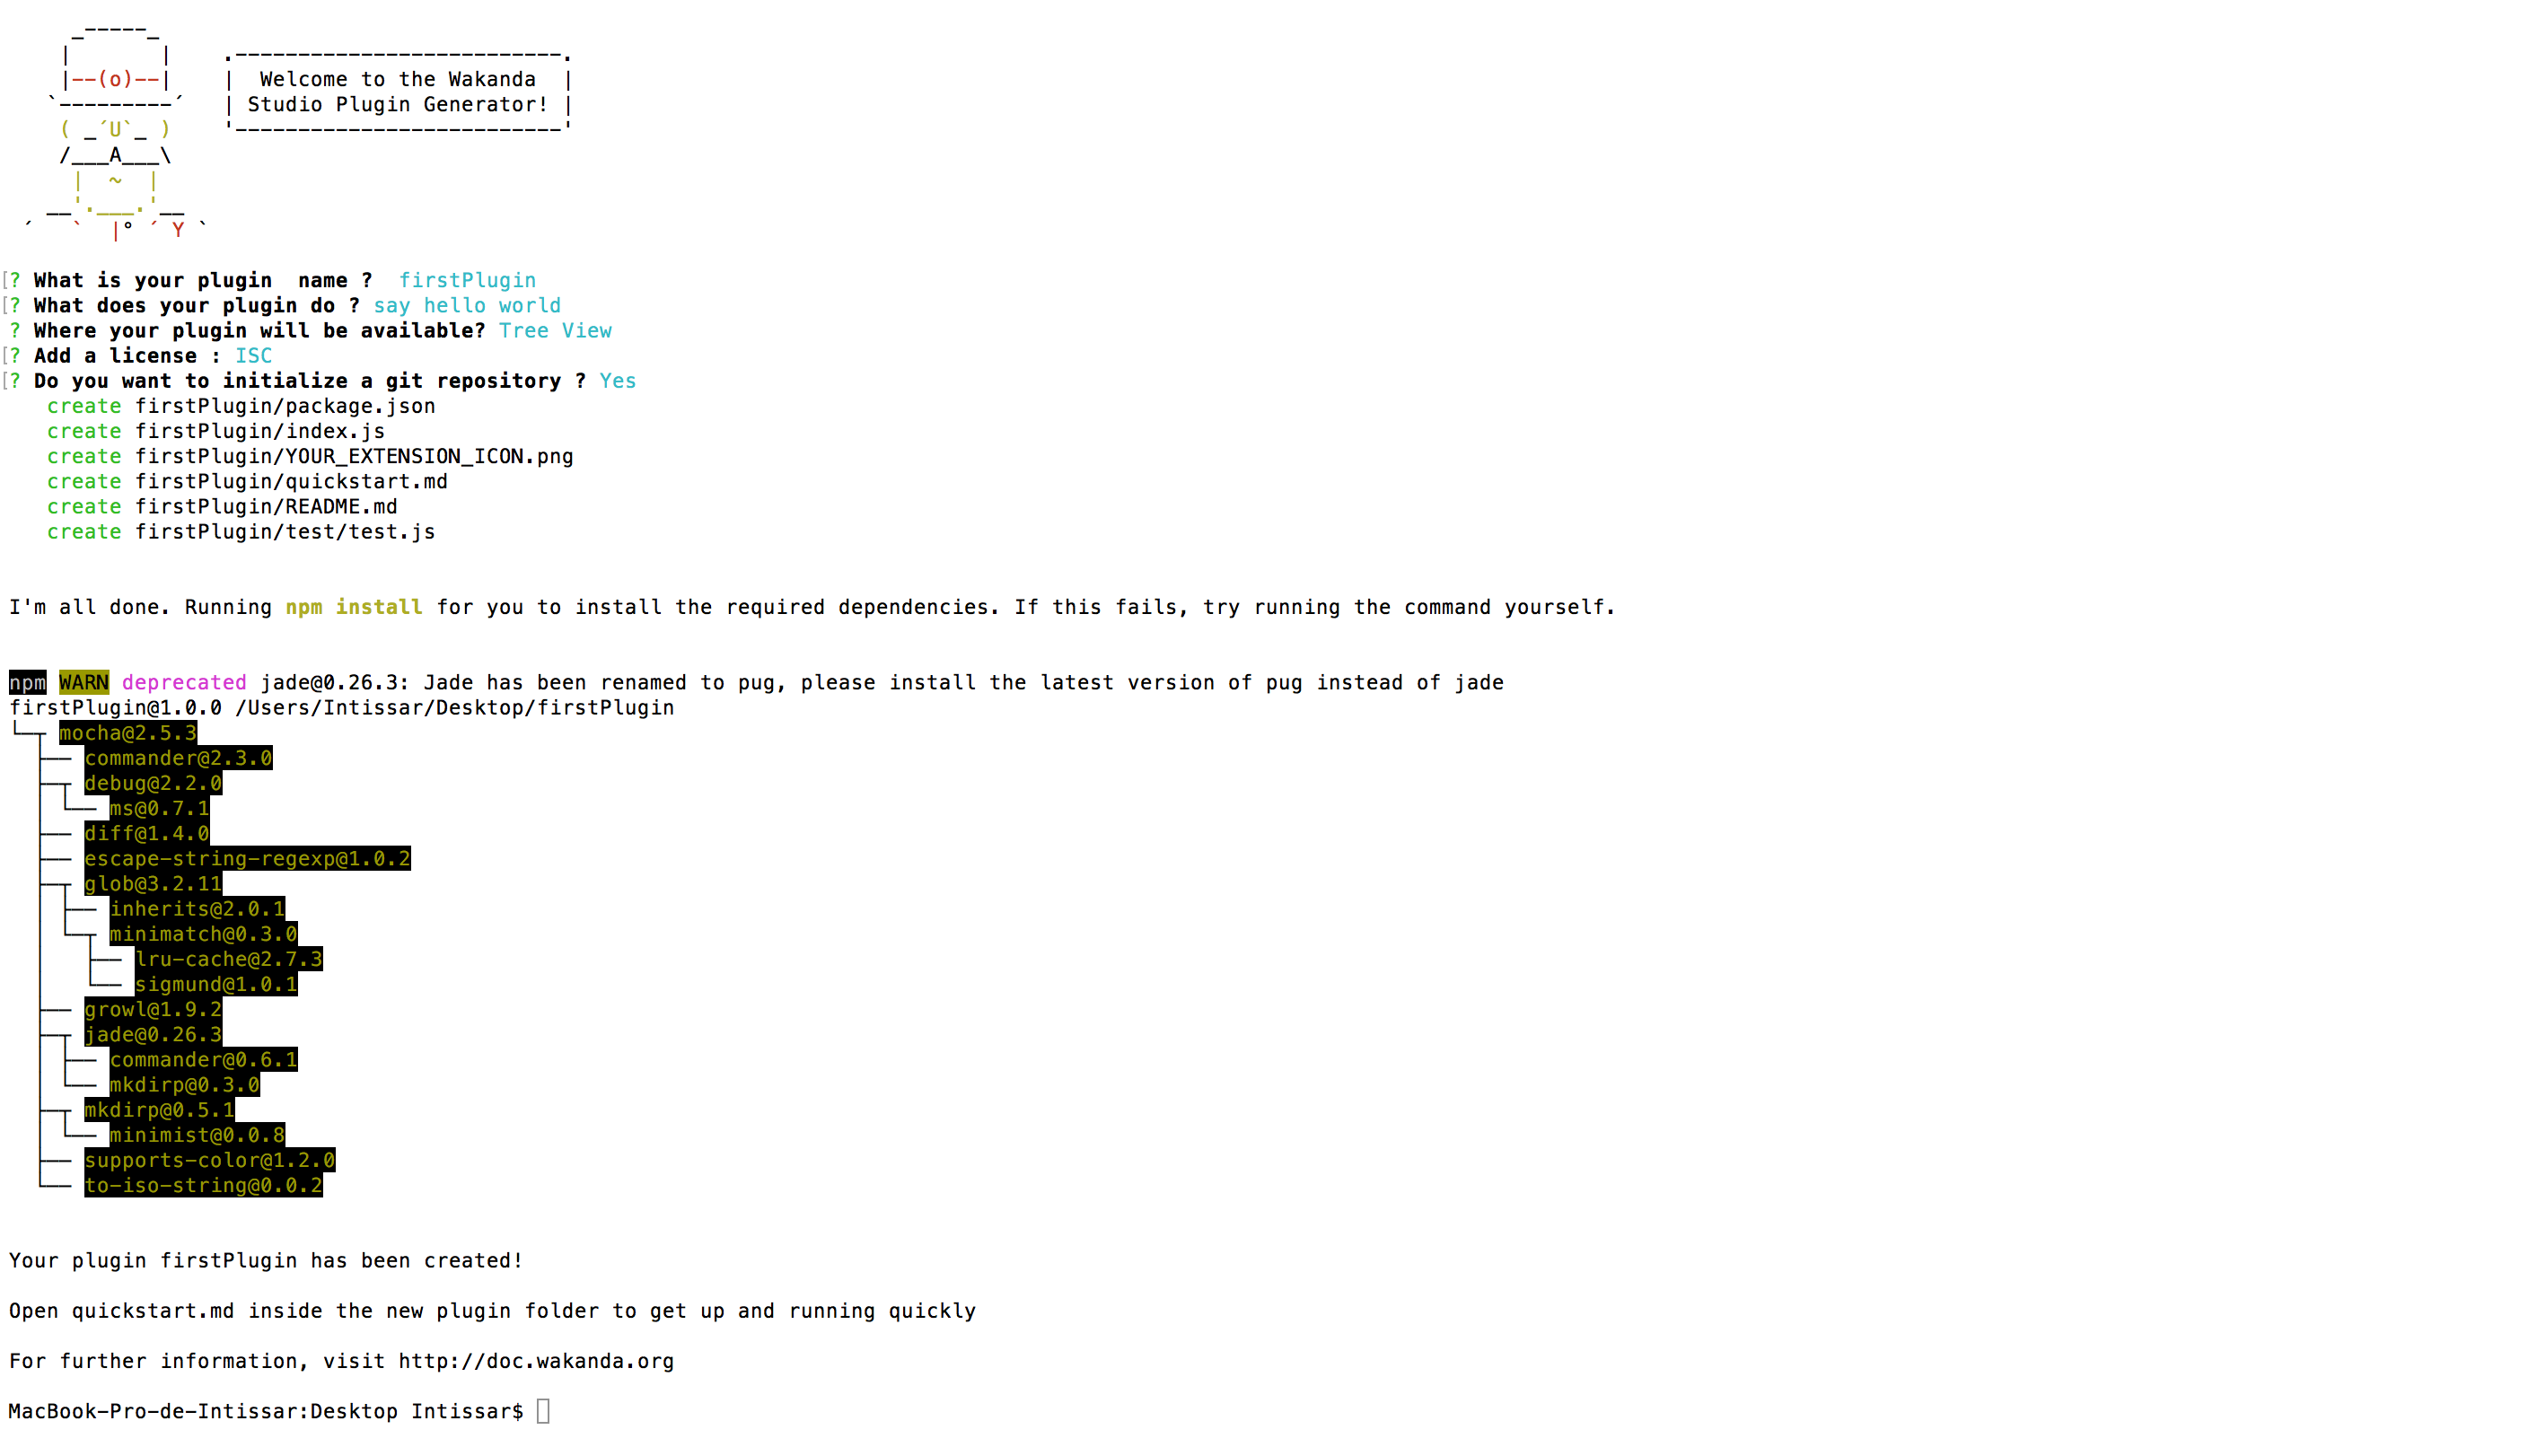 _-----_
    |       |    .--------------------------.
    |--(o)--|    |  Welcome to the Wakanda  |
   `---------´   | Studio Plugin Generator! |
    ( _´U`_ )    '--------------------------'
    /___A___\
     |  ~  |
   __'.___.'__
 ´   `  |° ´ Y `
[? What is your plugin  name ?  firstPlugin
[? What does your plugin do ? say hello world
? Where your plugin will be available? Tree View
[? Add a license : ISC
[? Do you want to initialize a git repository ? Yes
   create firstPlugin/package.json
   create firstPlugin/index.js
   create firstPlugin/YOUR_EXTENSION_ICON.png
   create firstPlugin/quickstart.md
   create firstPlugin/README.md
   create firstPlugin/test/test.js
I'm all done. Running npm install for you to install the required dependencies. If this fails, try running the command yourself.
npm WARN deprecated jade@0.26.3: Jade has been renamed to pug, please install the latest version of pug instead of jade
firstPlugin@1.0.0 /Users/Intissar/Desktop/firstPlugin
└─┬ mocha@2.5.3
  ├── commander@2.3.0
  ├─┬ debug@2.2.0
  │ └── ms@0.7.1
  ├── diff@1.4.0
  ├── escape-string-regexp@1.0.2
  ├─┬ glob@3.2.11
  │ ├── inherits@2.0.1
  │ └─┬ minimatch@0.3.0
  │   ├── lru-cache@2.7.3
  │   └── sigmund@1.0.1
  ├── growl@1.9.2
  ├─┬ jade@0.26.3
  │ ├── commander@0.6.1
  │ └── mkdirp@0.3.0
  ├─┬ mkdirp@0.5.1
  │ └── minimist@0.0.8
  ├── supports-color@1.2.0
  └── to-iso-string@0.0.2
Your plugin firstPlugin has been created!
Open quickstart.md inside the new plugin folder to get up and running quickly
For further information, visit http://doc.wakanda.org
MacBook-Pro-de-Intissar:Desktop Intissar$